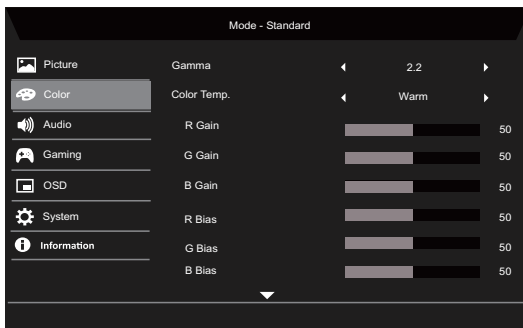 Mode - Standard
Picture
Gamma 2.2
Color
Color Temp. Warm
Audio
R Gain 50
Gaming
G Gain 50
OSD
B Gain 50
System
R Bias 50
Information
G Bias 50
B Bias 50